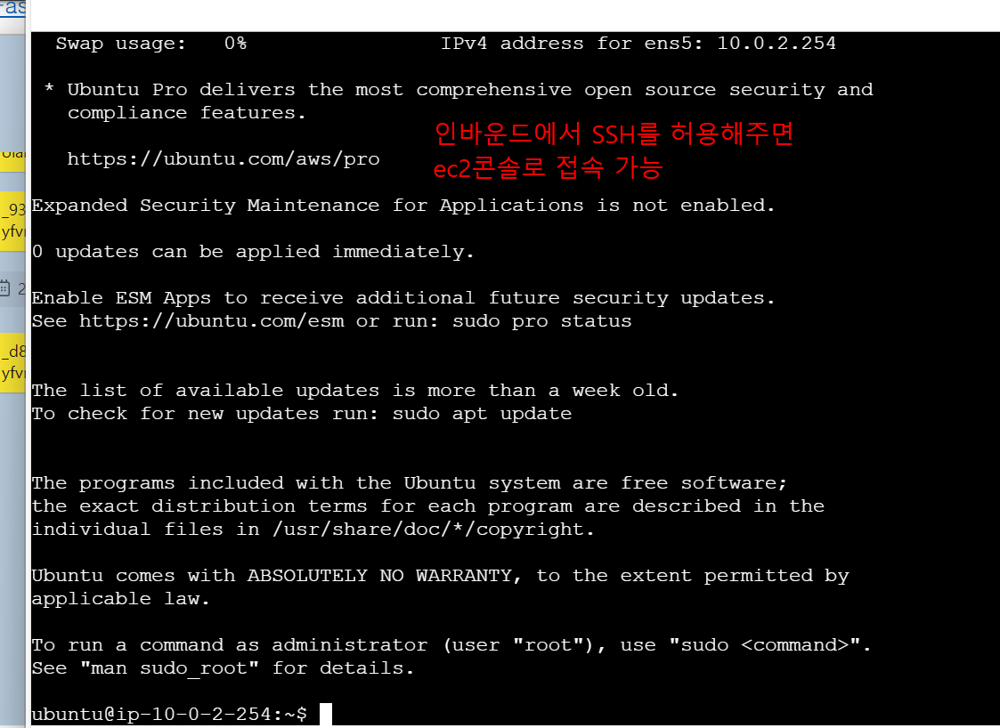 Swap usage:   0%                IPv4 address for ens5: 10.0.2.254
* Ubuntu Pro delivers the most comprehensive open source security and
compliance features.
인바운드에서 SSH를 허용해주면
https://ubuntu.com/aws/pro
ec2콘솔로 접속 가능
Expanded Security Maintenance for Applications is not enabled.
0 updates can be applied immediately.
Enable ESM Apps to receive additional future security updates.
See https://ubuntu.com/esm or run: sudo pro status
The list of available updates is more than a week old.
To check for new updates run: sudo apt update
The programs included with the Ubuntu system are free software;
the exact distribution terms for each program are described in the
individual files in /usr/share/doc/*/copyright.
Ubuntu comes with ABSOLUTELY NO WARRANTY, to the extent permitted by
applicable law.
To run a command as administrator (user "root"), use "sudo <command>".
See "man sudo_root" for details.
ubuntu@ip-10-0-2-254:~$